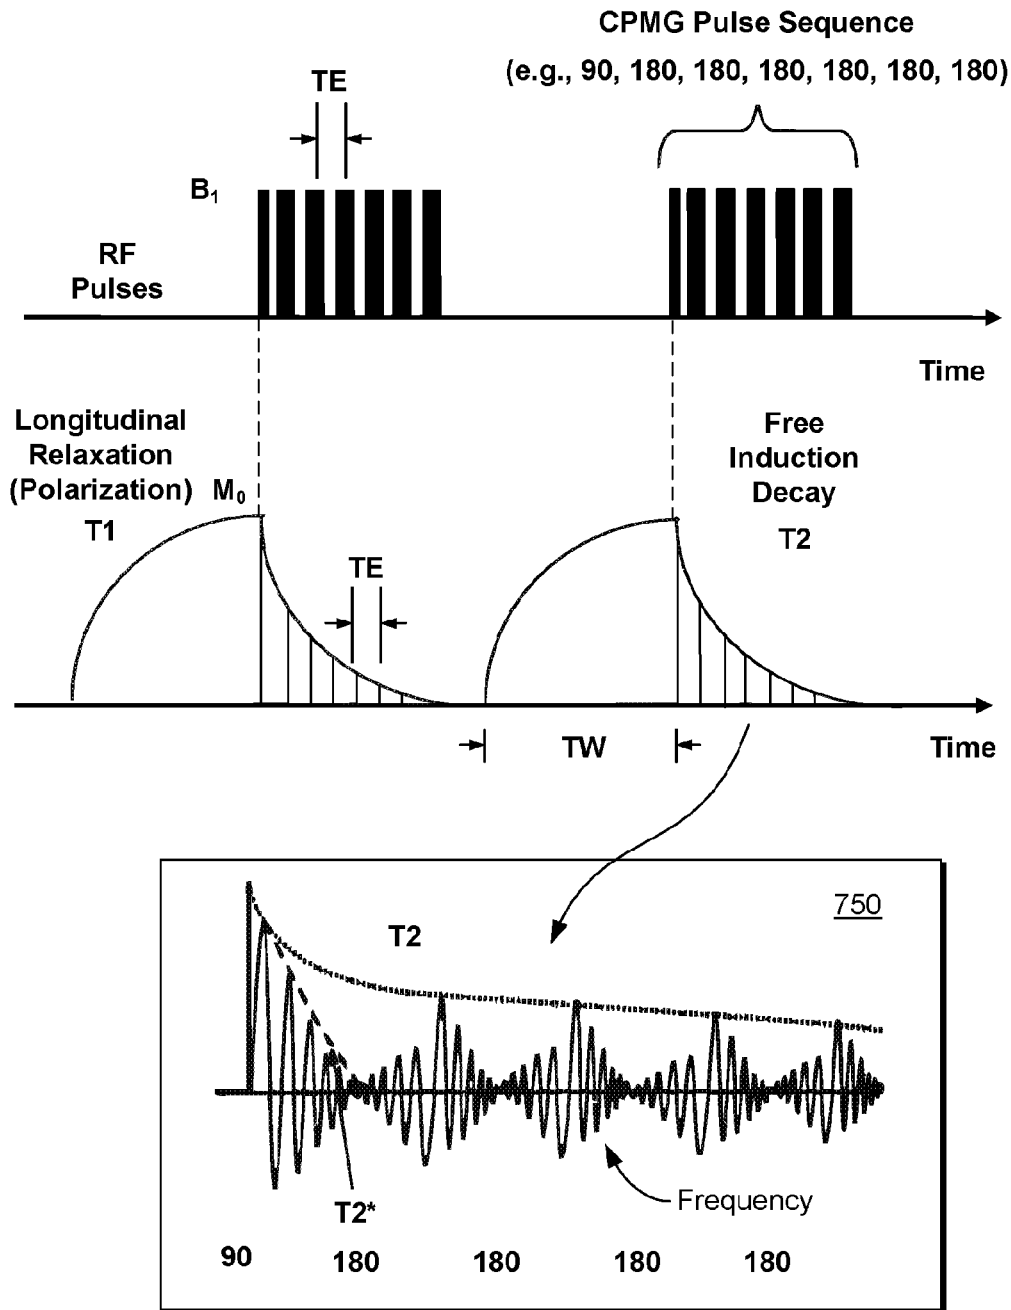 CPMG Pulse Sequence
(e.g., 90, 180, 180, 180, 180, 180, 180)
TE
B₁
RF
Pulses
Time
Longitudinal
Relaxation
(Polarization)
M₀
T1
Free
Induction
Decay
T2
TE
TW
Time
750
T2
T2*
Frequency
90
180
180
180
180